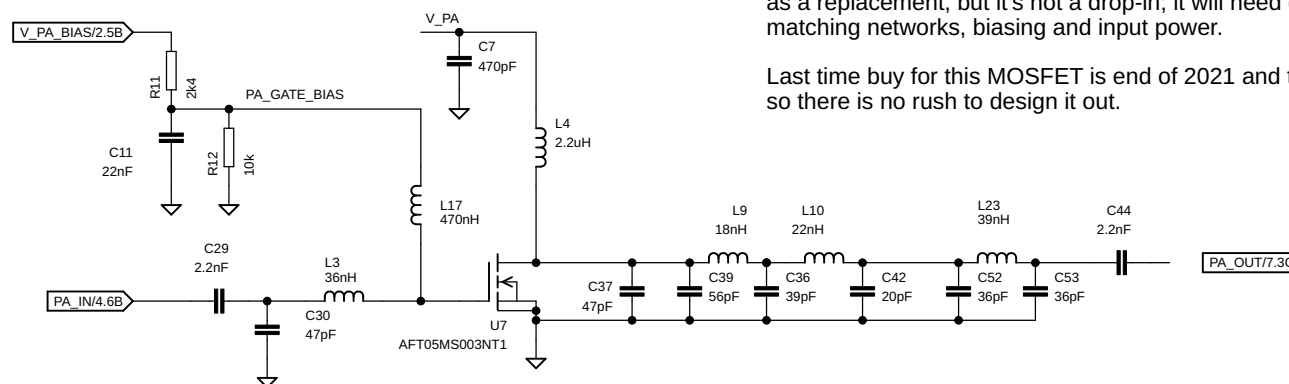 as a replacement, but it's not a drop-in; it will need
matching networks, biasing and input power.
Last time buy for this MOSFET is end of 2021 and
so there is no rush to design it out.
V_PA_BIAS/2.5B
V_PA
C7
470pF
R11
2k4
PA_GATE_BIAS
L4
2.2uH
C11
22nF
R12
10k
L17
470nH
L9
18nH
L10
22nH
L23
39nH
C44
2.2nF
C29
2.2nF
L3
36nH
PA_IN/4.6B
C30
47pF
U7
AFT05MS003NT1
C37
47pF
C39
56pF
C36
39pF
C42
20pF
C52
36pF
C53
36pF
PA_OUT/7.3